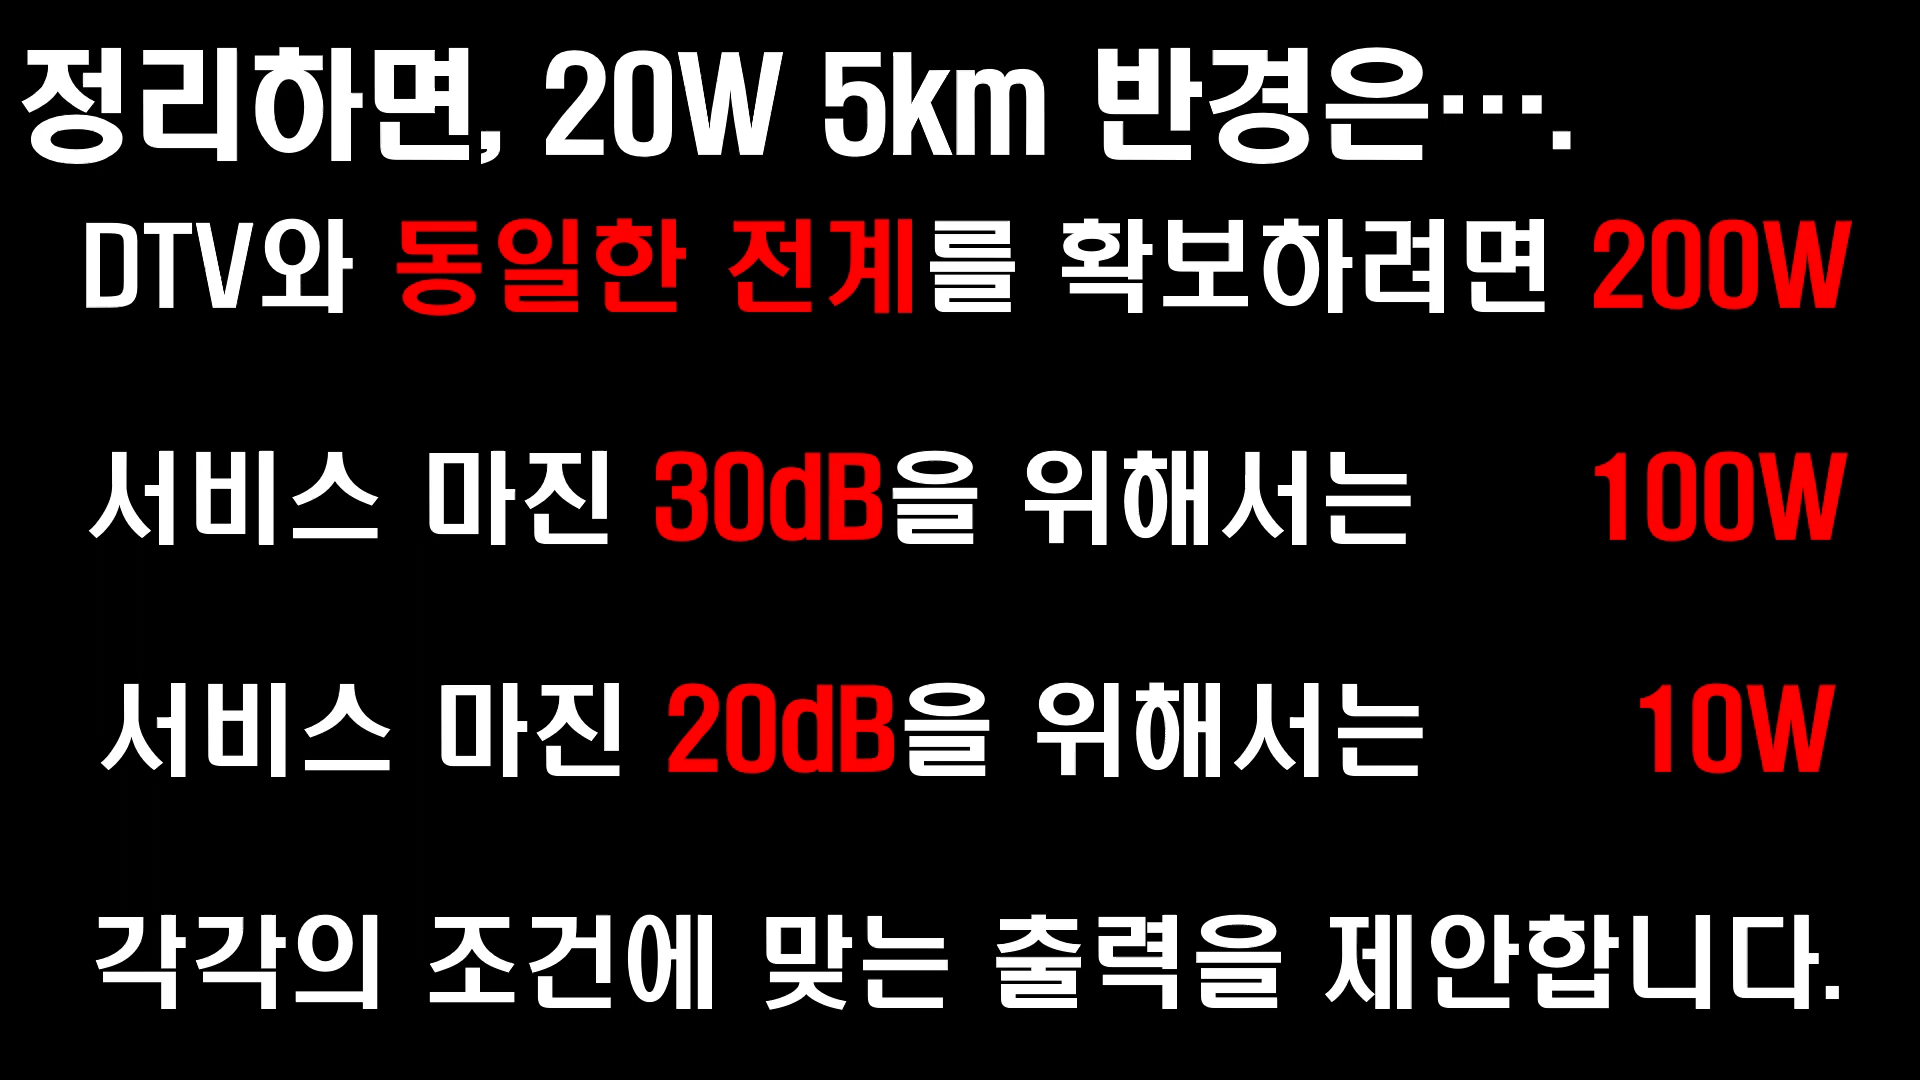 정리하면, 20W 5km 반경은….
DTV와 동일한 전계를 확보하려면 200W
서비스 마진 30dB을 위해서는 100W
서비스 마진 20dB을 위해서는 10W
각각의 조건에 맞는 출력을 제안합니다.